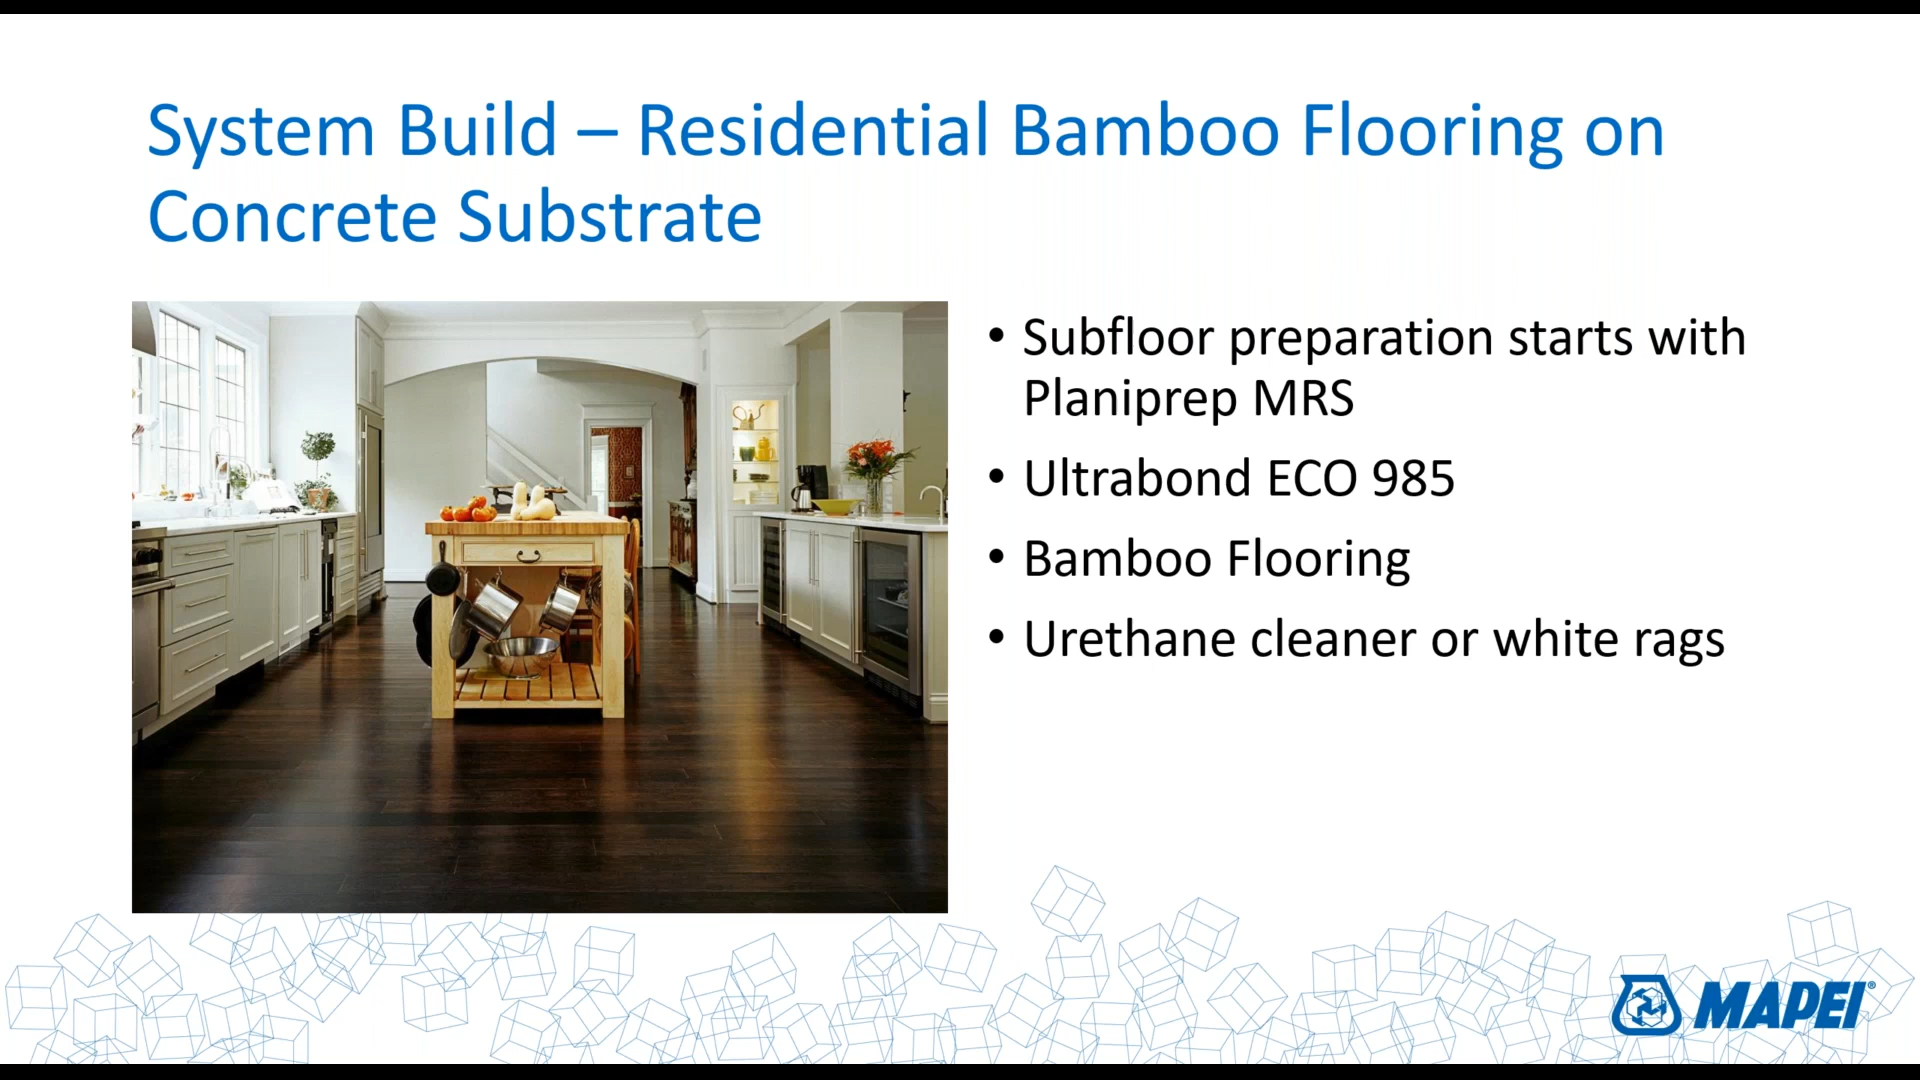 System Build – Residential Bamboo Flooring on
Concrete Substrate
• Subfloor preparation starts with
Planiprep MRS
• Ultrabond ECO 985
• Bamboo Flooring
• Urethane cleaner or white rags
MAPEI®